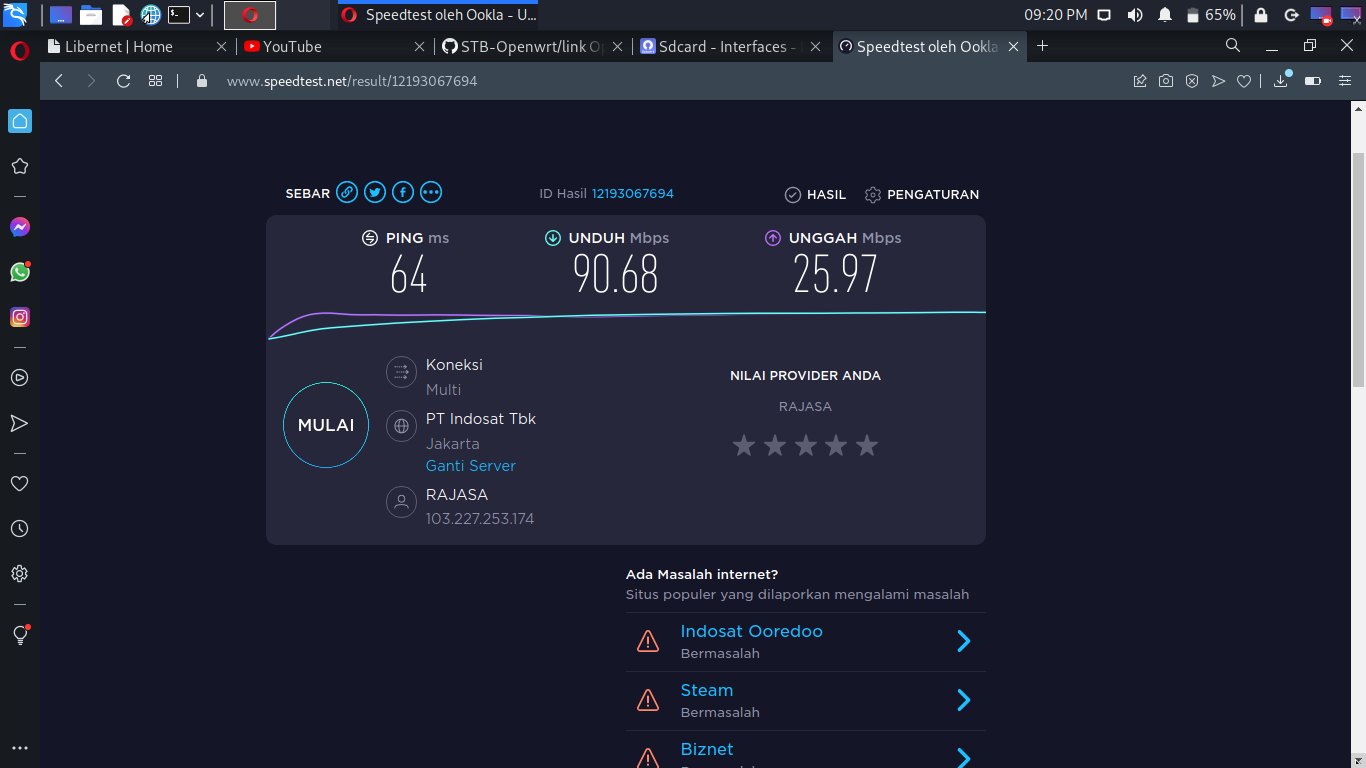 Speedtest oleh Ookla - U...
09:20 PM
65%
Libernet | Home
YouTube
STB-Openwrt/link O
Sdcard - Interfaces -
Speedtest oleh Ookla
www.speedtest.net/result/12193067694
SEBAR
ID Hasil 12193067694
HASIL
PENGATURAN
PING ms
UNDUH Mbps
UNGGAH Mbps
64
90.68
25.97
MULAI
Koneksi
Multi
PT Indosat Tbk
Jakarta
Ganti Server
RAJASA
103.227.253.174
NILAI PROVIDER ANDA
RAJASA
Ada Masalah internet?
Situs populer yang dilaporkan mengalami masalah
Indosat Ooredoo
Bermasalah
Steam
Bermasalah
Biznet